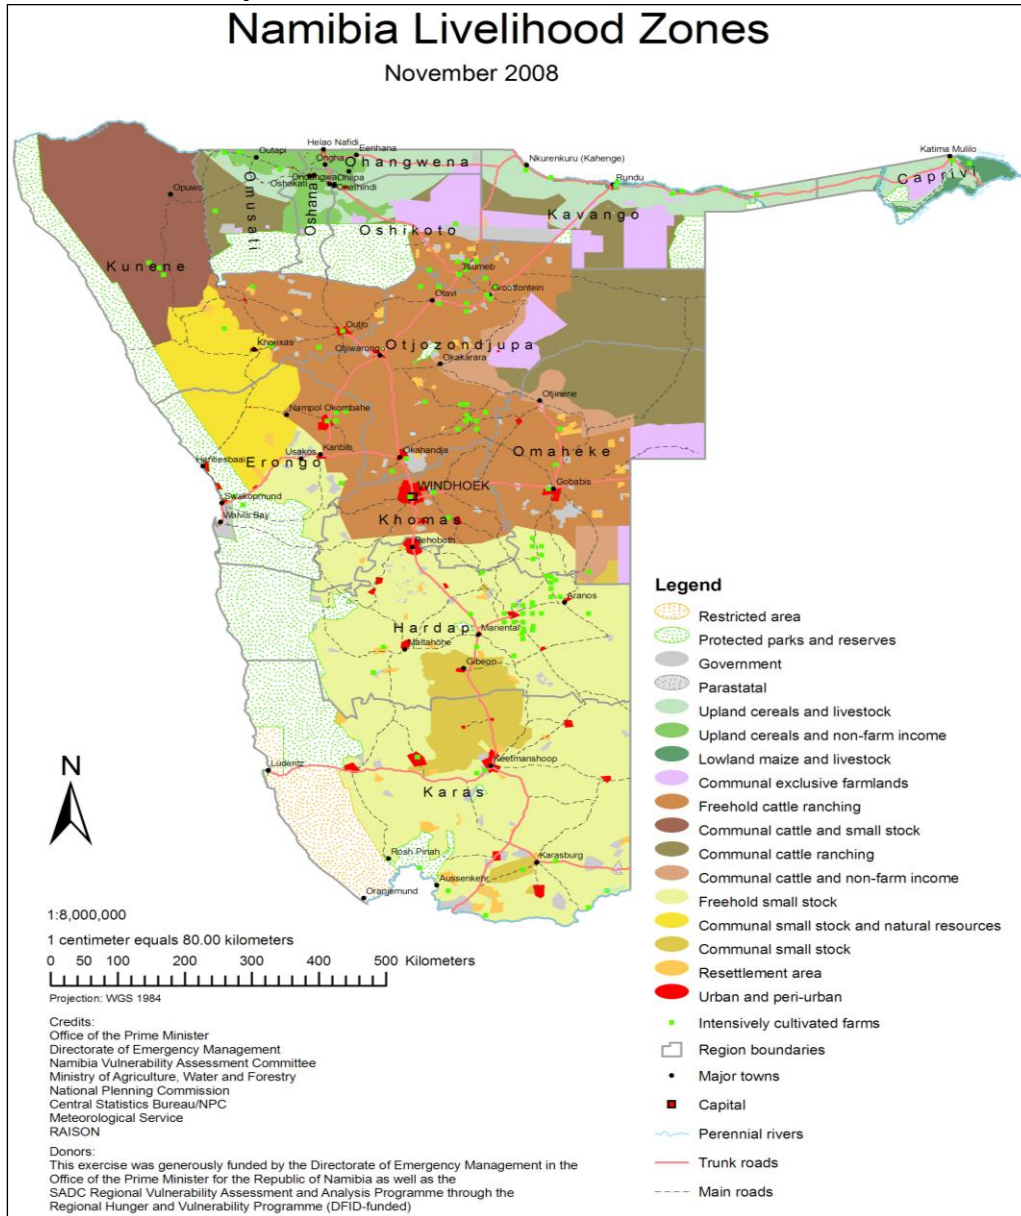 Namibia Livelihood Zones
November 2008
Helao Nafidi
Outapi
Ongha
Eenhana
Ohangwena
Nkurenkuru (Kahenge)
Katima Mulilo
Caprivi
Opuwo
Omusati
Oshakati
Ondangwa
Ohiipa
Onethindi
Oshana
Rundu
Kavango
Oshikoto
Kunene
Tsumeb
Grootfontein
Otavi
Outjo
Khorixas
Otjiwarongo
Otjozondjupa
Okakarara
Otjinene
Nampol Okombahe
Omaheke
Usakos
Karibib
Okahandja
Hentiesbaai
Erongo
Gobabis
WINDHOEK
Swakopmund
Walvis Bay
Khomas
Rehoboth
Aranos
Hardap
Mariental
Maltahöhe
Gibeon
Lüderitz
Keetmanshoop
Karas
Rosh Pinah
Karasburg
Aussenkehr
Oranjemund
N
Legend
Restricted area
Protected parks and reserves
Government
Parastatal
Upland cereals and livestock
Upland cereals and non-farm income
Lowland maize and livestock
Communal exclusive farmlands
Freehold cattle ranching
Communal cattle and small stock
Communal cattle ranching
Communal cattle and non-farm income
Freehold small stock
Communal small stock and natural resources
Communal small stock
Resettlement area
Urban and peri-urban
Intensively cultivated farms
Region boundaries
Major towns
Capital
Perennial rivers
Trunk roads
Main roads
1:8,000,000
1 centimeter equals 80.00 kilometers
0 50 100 200 300 400 500 Kilometers
Projection: WGS 1984
Credits:
Office of the Prime Minister
Directorate of Emergency Management
Namibia Vulnerability Assessment Committee
Ministry of Agriculture, Water and Forestry
National Plenning Commission
Central Statistics Bureau/NPC
Meteorological Service
RAISON
Donors:
This exercise was generously funded by the Directorate of Emergency Management in the
Office of the Prime Minister for the Republic of Namibia as well as the
SADC Regional Vulnerability Assessment and Analysis Programme through the
Regional Hunger and Vulnerability Programme (DFID-funded)